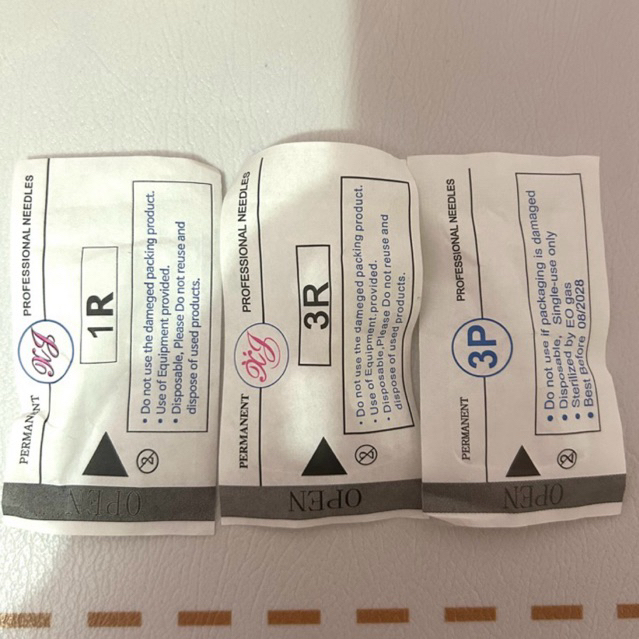 PERMANENT PROFESSIONAL NEEDLES
1R
• Do not use the dameged packing product.
• Use of Equipment.provided.
• Disposable, Please Do not reuse and
dispose of used products.
2
OPEN
PERMANENT PROFESSIONAL NEEDLES
3R
• Do not use the dameged packing product.
• Use of Equipment.provided.
• Disposable, Please Do not reuse and
dispose of used products.
2
OPEN
PERMANENT 3P PROFESSIONAL NEEDLES
• Do not use if packaging is damaged
• Disposable, Single-use only
• Sterilized by EO gas
• Best Before 08/2028
2
OPEN